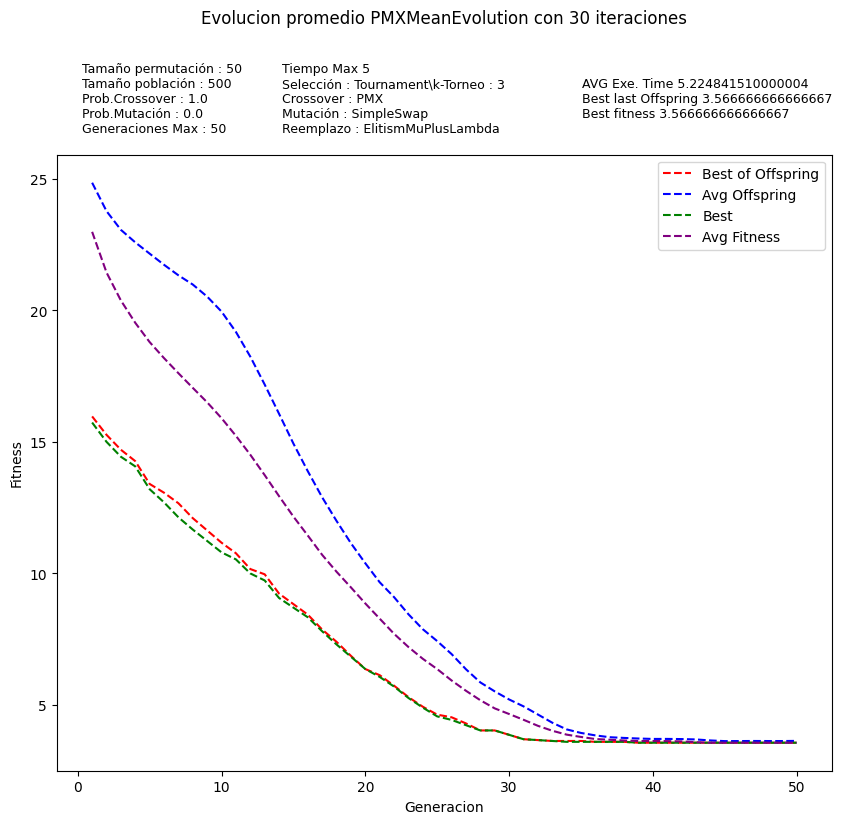 Evolucion promedio PMXMeanEvolution con 30 iteraciones
Tamaño permutación : 50
Tamaño población : 500
Prob.Crossover : 1.0
Prob.Mutación : 0.0
Generaciones Max : 50
Tiempo Max 5
Selección : Tournament\k-Torneo : 3
Crossover : PMX
Mutación : SimpleSwap
Reemplazo : ElitismMuPlusLambda
AVG Exe. Time 5.224841510000004
Best last Offspring 3.566666666666667
Best fitness 3.566666666666667
Best of Offspring
Avg Offspring
Best
Avg Fitness
Fitness
25
20
15
10
5
0 10 20 30 40 50
Generacion